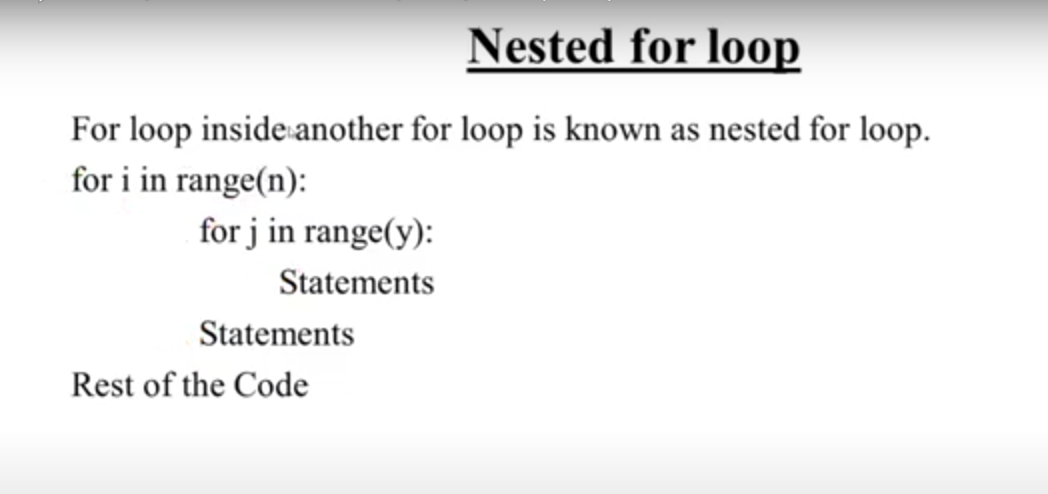 Nested for loop
For loop inside another for loop is known as nested for loop.
for i in range(n):
for j in range(y):
Statements
Statements
Rest of the Code